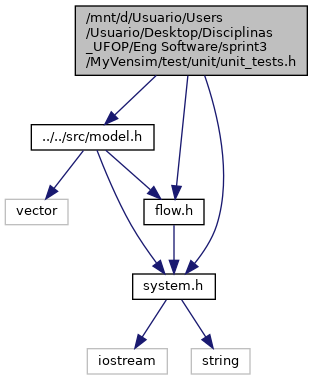 /mnt/d/Usuario/Users
/Usuario/Desktop/Disciplinas
_UFOP/Eng Software/sprint3
/MyVensim/test/unit/unit_tests.h
../../src/model.h
vector
flow.h
system.h
iostream
string